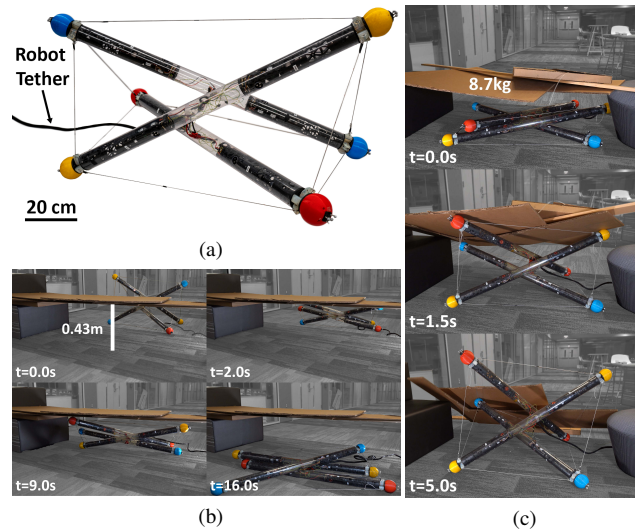 Robot
Tether
20 cm
(a)
0.43m
t=0.0s
t=2.0s
t=9.0s
t=16.0s
(b)
8.7kg
t=0.0s
t=1.5s
t=5.0s
(c)